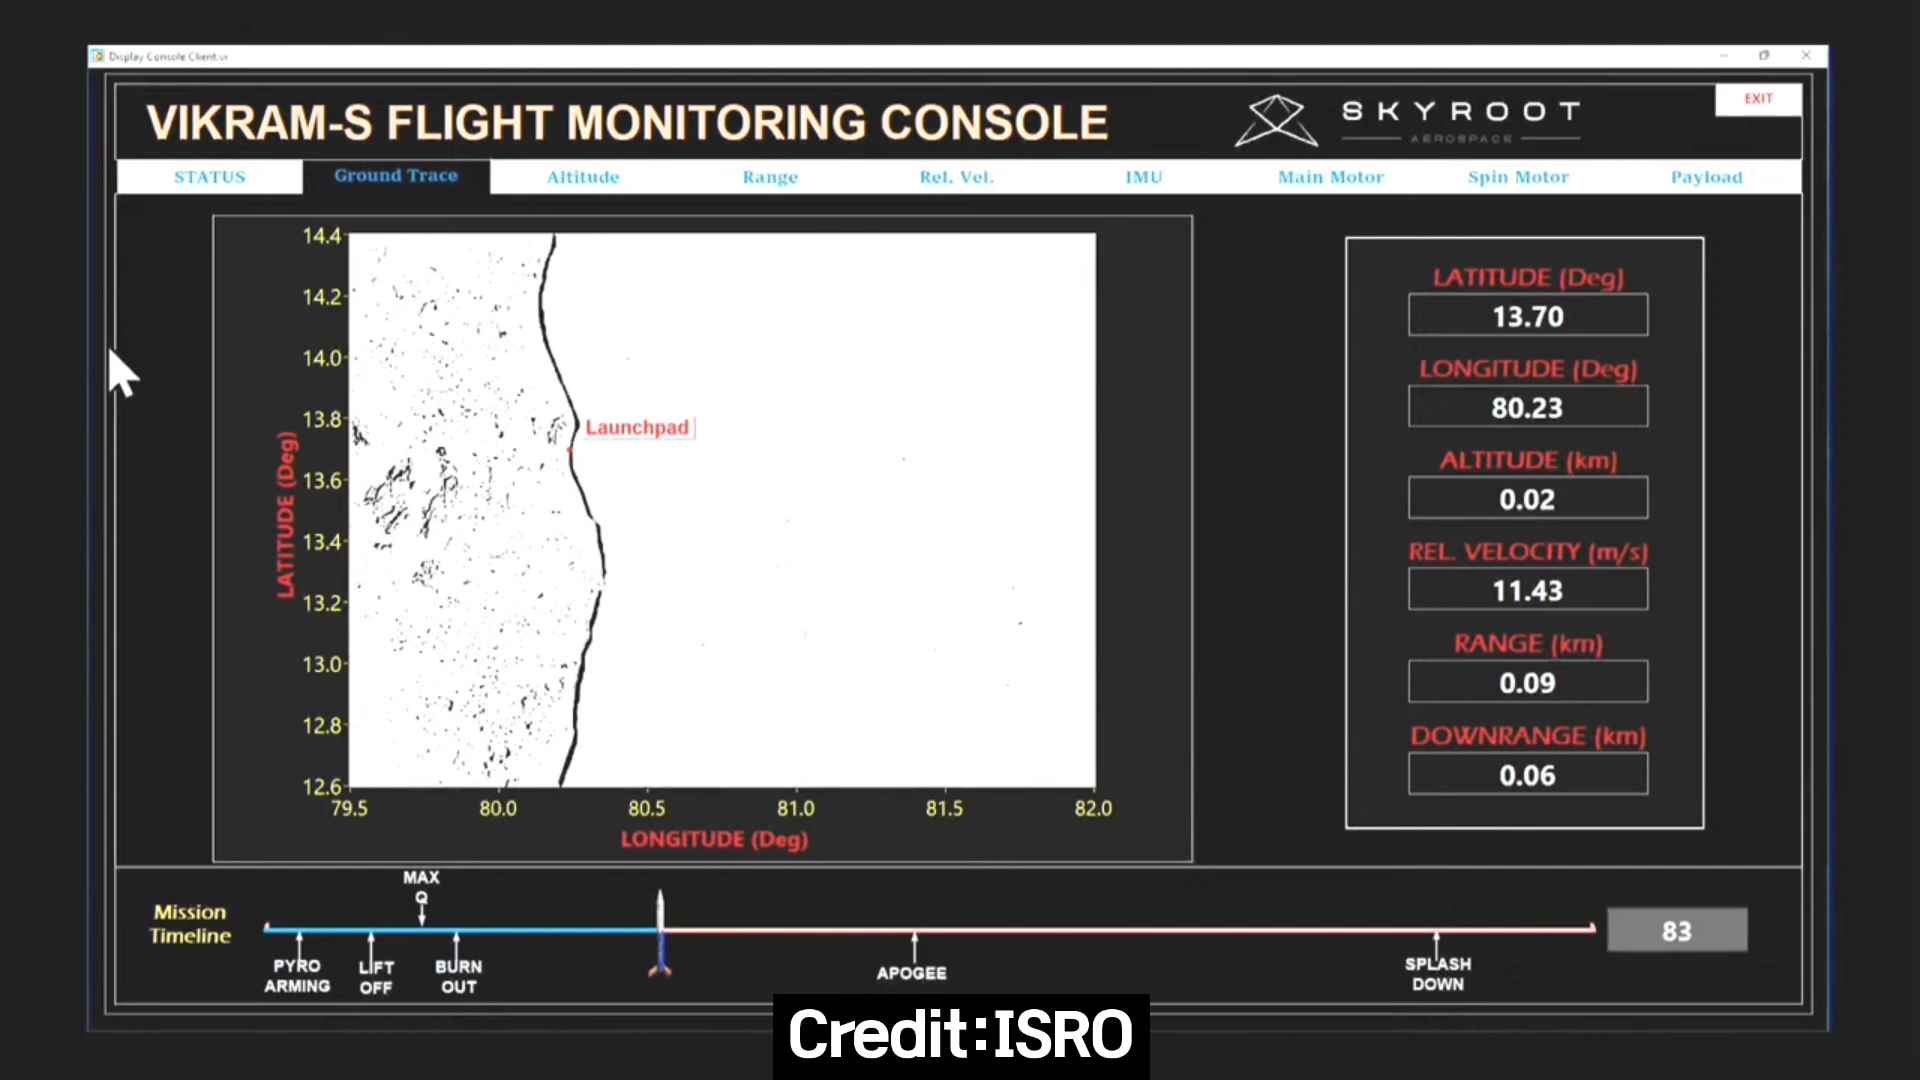 Display Console Client.vi
VIKRAM-S FLIGHT MONITORING CONSOLE
SKYROOT
AEROSPACE
EXIT
STATUS
Ground Trace
Altitude
Range
Rel. Vel.
IMU
Main Motor
Spin Motor
Payload
LATITUDE (Deg)
14.4
14.2
14.0
13.8
13.6
13.4
13.2
13.0
12.8
12.6
Launchpad
79.5
80.0
80.5
81.0
81.5
82.0
LONGITUDE (Deg)
LATITUDE (Deg)
13.70
LONGITUDE (Deg)
80.23
ALTITUDE (km)
0.02
REL. VELOCITY (m/s)
11.43
RANGE (km)
0.09
DOWNRANGE (km)
0.06
Mission
Timeline
PYRO
ARMING
LIFT
OFF
MAX
Q
BURN
OUT
APOGEE
SPLASH
DOWN
83
Credit:ISRO